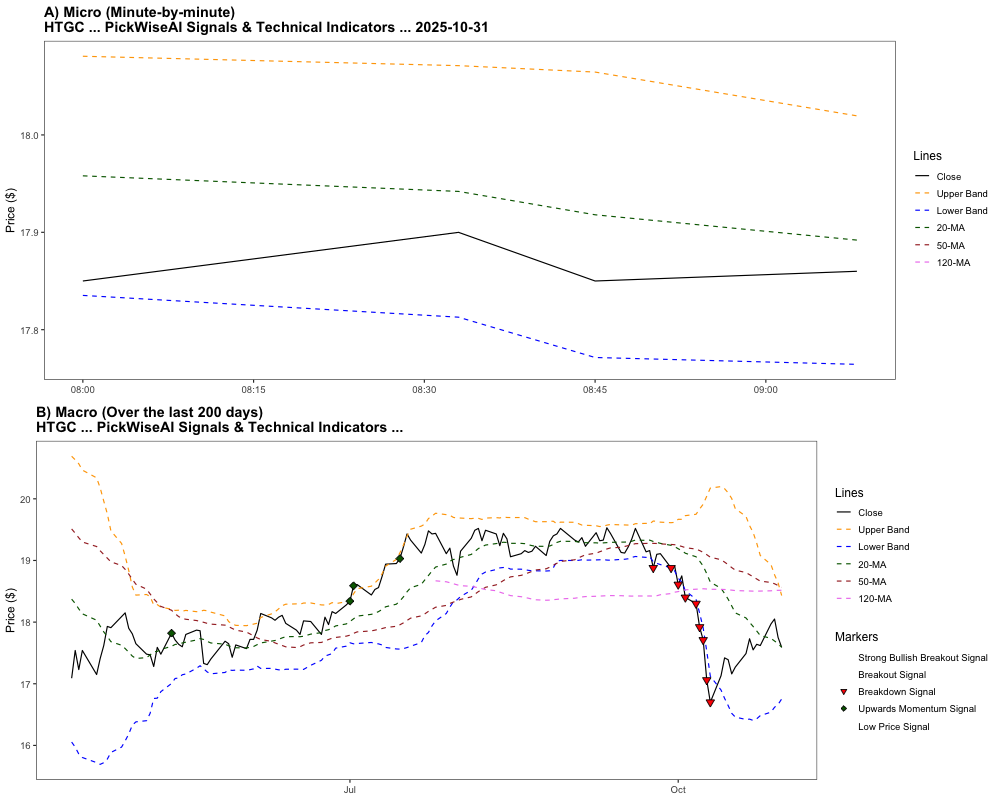 A) Micro (Minute-by-minute)
HTGC ... PickWiseAI Signals & Technical Indicators ... 2025-10-31
Price ($)
18.0
17.9
17.8
08:00
08:15
08:30
08:45
09:00
Lines
Close
Upper Band
Lower Band
20-MA
50-MA
120-MA
B) Macro (Over the last 200 days)
HTGC ... PickWiseAI Signals & Technical Indicators ...
Price ($)
20
19
18
17
16
Jul
Oct
Lines
Close
Upper Band
Lower Band
20-MA
50-MA
120-MA
Markers
Strong Bullish Breakout Signal
Breakout Signal
Breakdown Signal
Upwards Momentum Signal
Low Price Signal